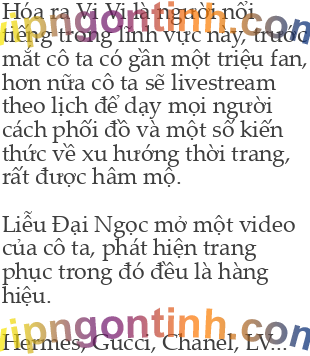 Hóa ra Vi Vi là người nổi
tiếng trong lĩnh vực này, trước
mắt cô ta có gần một triệu fan,
hơn nữa cô ta sẽ livestream
theo lịch để dạy mọi người
cách phối đồ và một số kiến
thức về xu hướng thời trang,
rất được hâm mộ.
Liễu Đại Ngọc mở một video
của cô ta, phát hiện trang
phục trong đó đều là hàng
hiệu.
vipngontinh.com
Hermes, Gucci, Chanel, LV...